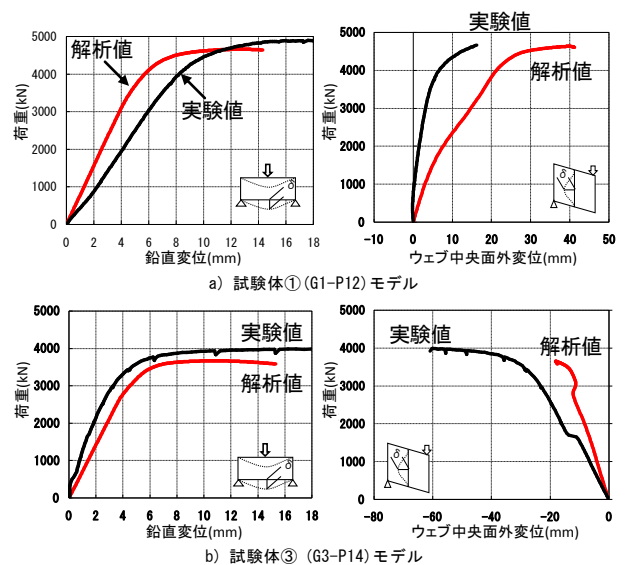 5000
4000
3000
2000
1000
0
荷重(kN)
解析値
実験値
δ
0 2 4 6 8 10 12 14 16 18
鉛直変位(mm)
実験値
5000
4000
3000
2000
1000
0
荷重(kN)
解析値
δ
-10 0 10 20 30 40 50
ウェブ中央面外変位(mm)
a) 試験体①(G1-P12)モデル
5000
4000
3000
2000
1000
0
荷重(kN)
実験値
解析値
δ
0 2 4 6 8 10 12 14 16 18
鉛直変位(mm)
5000
4000
3000
2000
1000
0
荷重(kN)
実験値
解析値
δ
-80 -60 -40 -20 0
ウェブ中央面外変位(mm)
b) 試験体③ (G3-P14)モデル